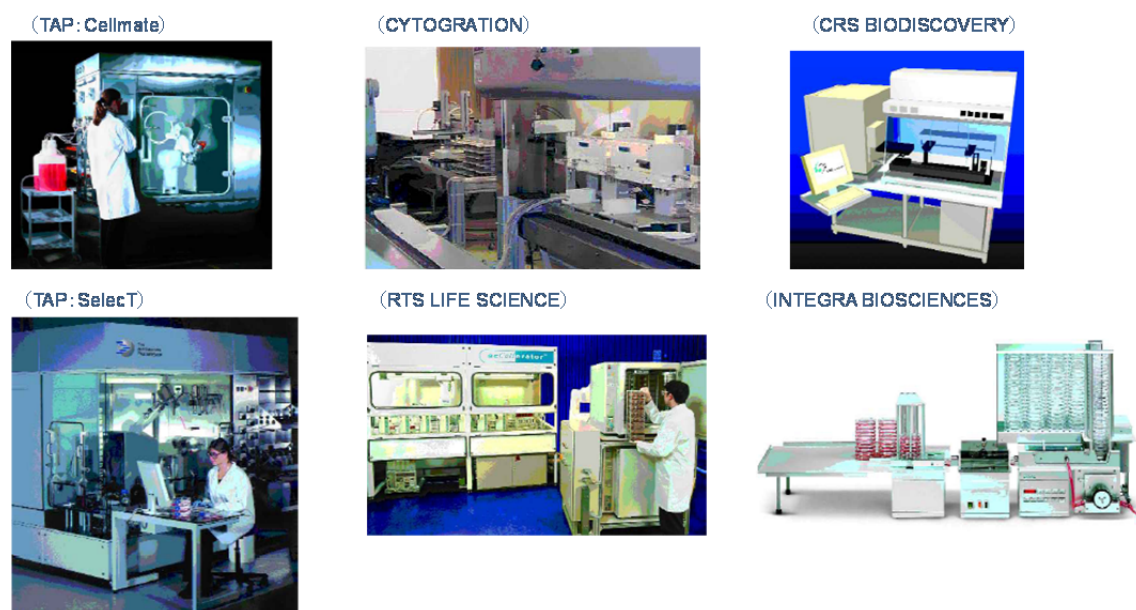 （TAP：Cellmate）
（CYTOGRATION）
（CRS BIODISCOVERY）
（TAP：SelecT）
（RTS LIFE SCIENCE）
（INTEGRA BIOSCIENCES）